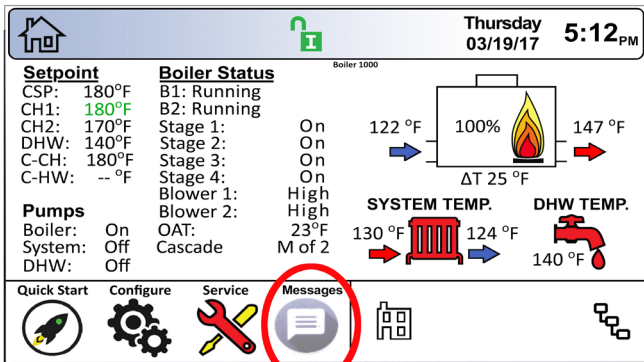 Thursday
03/19/17
5:12PM
Boiler 1000
Setpoint
CSP: 180°F
CH1: 180°F
CH2: 170°F
DHW: 140°F
C-CH: 180°F
C-HW: -- °F
Pumps
Boiler: On
System: Off
DHW: Off
Boiler Status
B1: Running
B2: Running
Stage 1: On
Stage 2: On
Stage 3: On
Stage 4: On
Blower 1: High
Blower 2: High
OAT: 23°F
Cascade M of 2
122 °F
100%
147 °F
ΔT 25 °F
SYSTEM TEMP.
130 °F
124 °F
DHW TEMP.
140 °F
Quick Start
Configure
Service
Messages